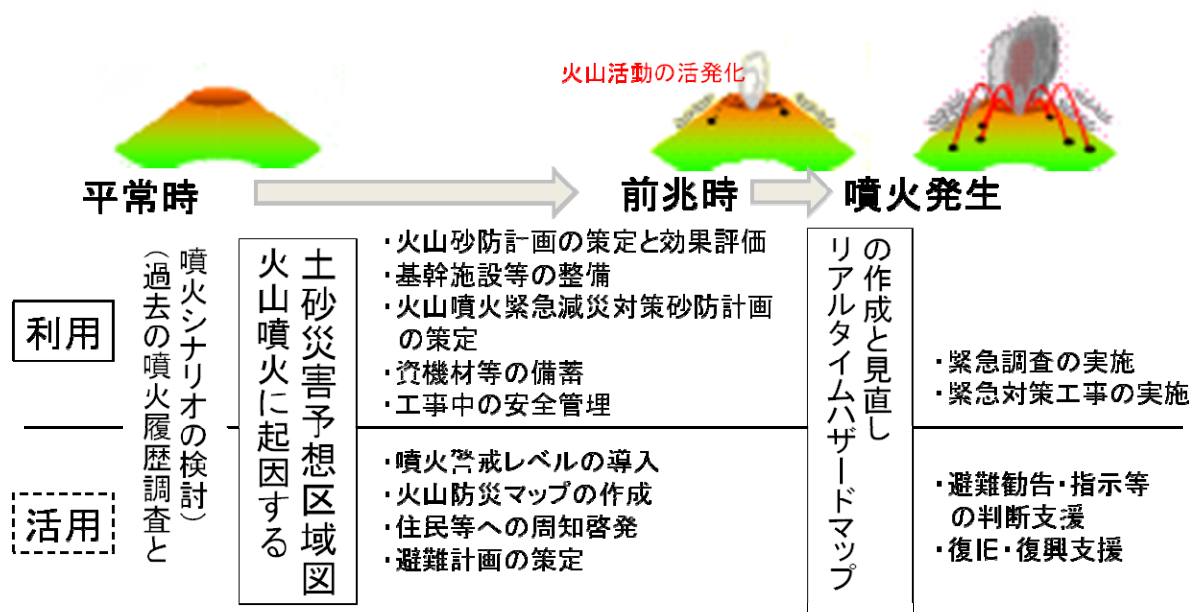 火山活動の活発化
平常時
前兆時
噴火発生
利用
活用
(過去の噴火履歴調査と
噴火シナリオの検討)
火山噴火に起因する
土砂災害予想区域図
・火山砂防計画の策定と効果評価
・基幹施設等の整備
・火山噴火緊急減災対策砂防計画
の策定
・資機材等の備蓄
・工事中の安全管理
・噴火警戒レベルの導入
・火山防災マップの作成
・住民等への周知啓発
・避難計画の策定
リアルタイムハザードマップ
の作成と見直し
・緊急調査の実施
・緊急対策工事の実施
・避難勧告・指示等
の判断支援
・復IE・復興支援